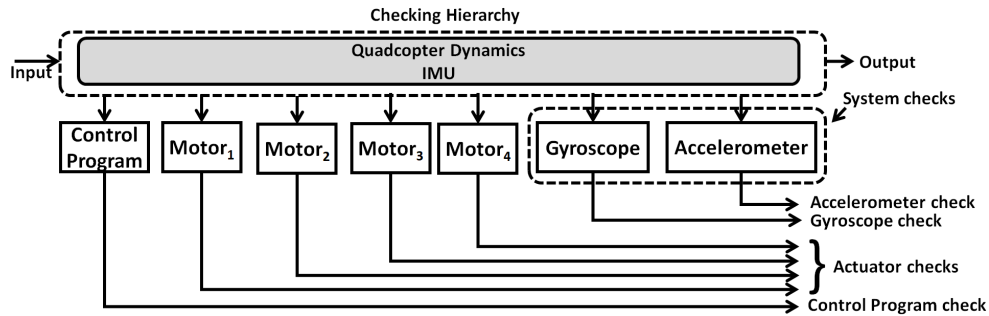 Checking Hierarchy
Quadcopter Dynamics
IMU
Input
Output
System checks
Control
Program
Motor1
Motor2
Motor3
Motor4
Gyroscope
Accelerometer
Accelerometer check
Gyroscope check
Actuator checks
Control Program check